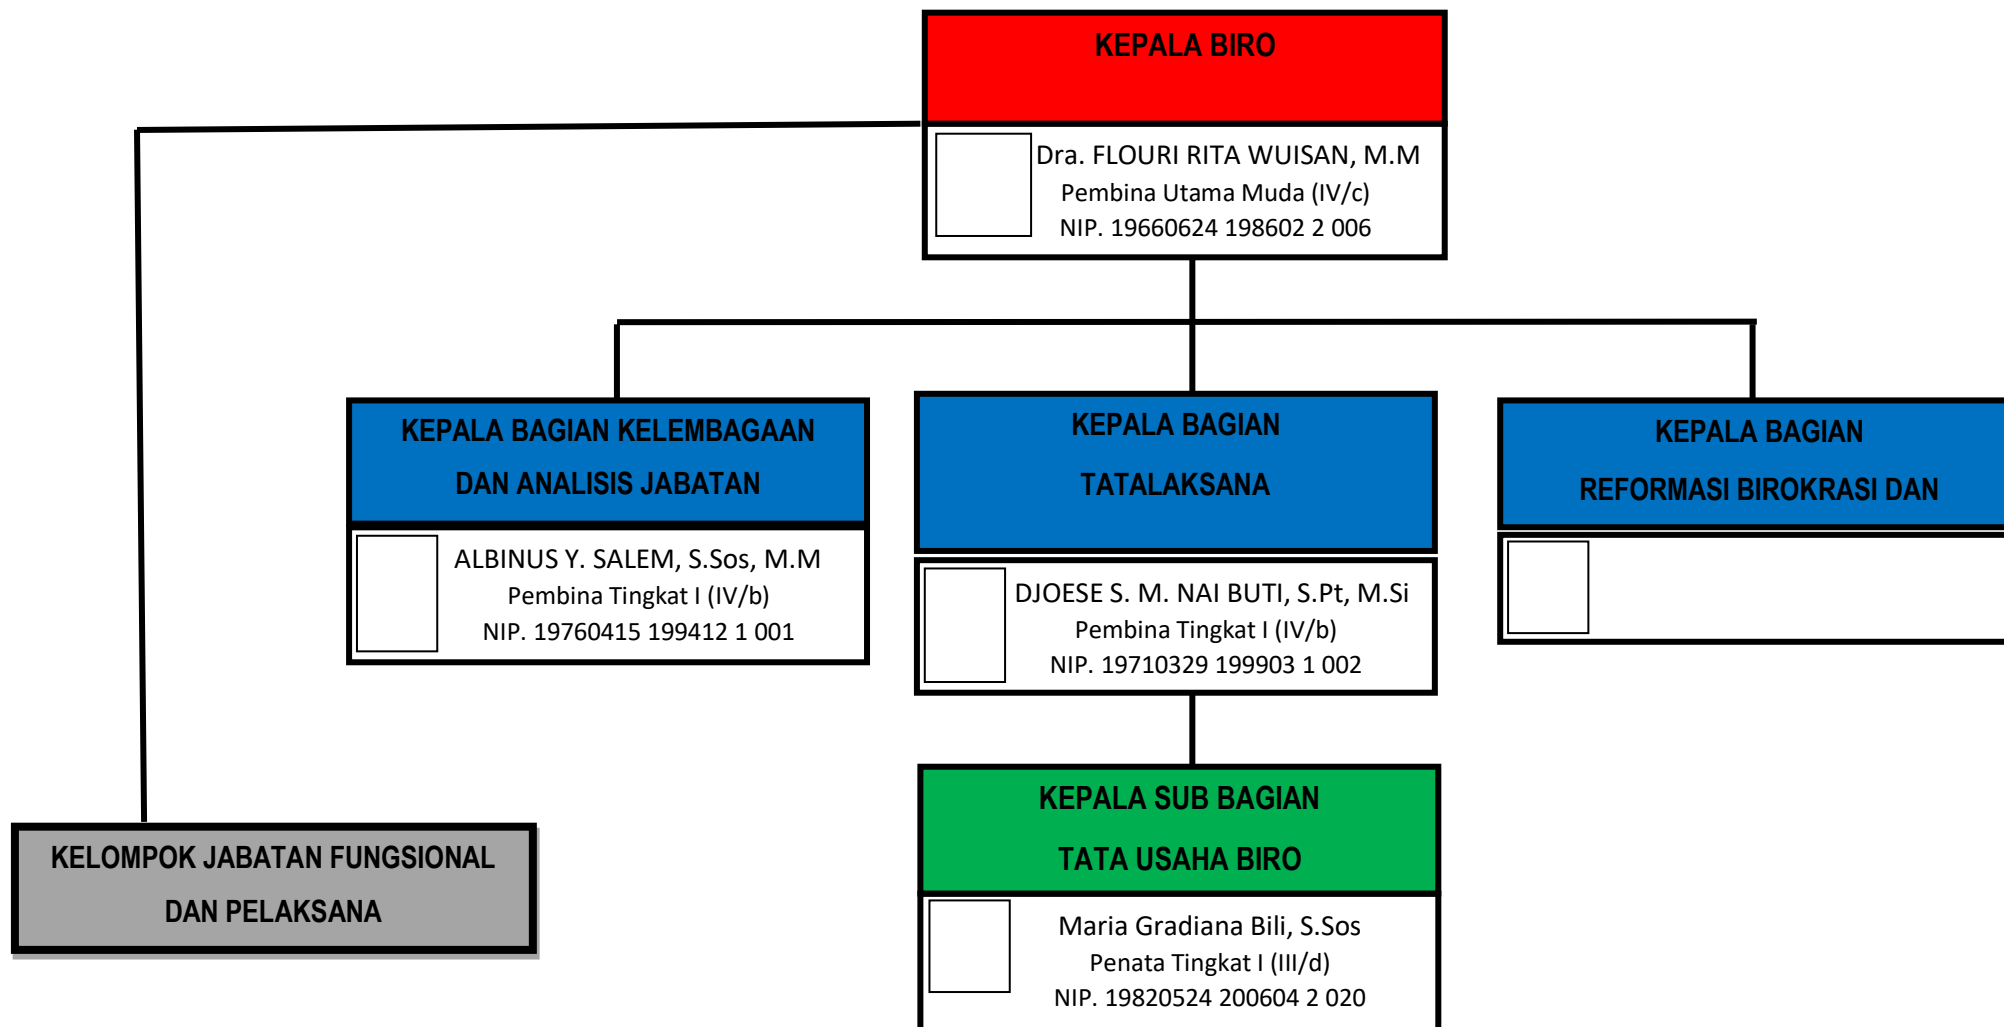 KEPALA BIRO
Dra. FLOURI RITA WUISAN, M.M
Pembina Utama Muda (IV/c)
NIP. 19660624 198602 2 006
KEPALA BAGIAN KELEMBAGAAN
DAN ANALISIS JABATAN
ALBINUS Y. SALEM, S.Sos, M.M
Pembina Tingkat I (IV/b)
NIP. 19760415 199412 1 001
KEPALA BAGIAN
TATALAKSANA
DJOESE S. M. NAI BUTI, S.Pt, M.Si
Pembina Tingkat I (IV/b)
NIP. 19710329 199903 1 002
KEPALA BAGIAN
REFORMASI BIROKRASI DAN
KEPALA SUB BAGIAN
TATA USAHA BIRO
Maria Gradiana Bili, S.Sos
Penata Tingkat I (III/d)
NIP. 19820524 200604 2 020
KELOMPOK JABATAN FUNGSIONAL
DAN PELAKSANA